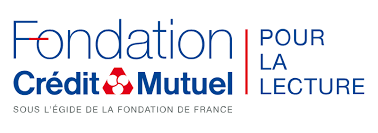 Fondation
Crédit Mutuel
SOUS L'ÉGIDE DE LA FONDATION DE FRANCE
POUR
LA
LECTURE